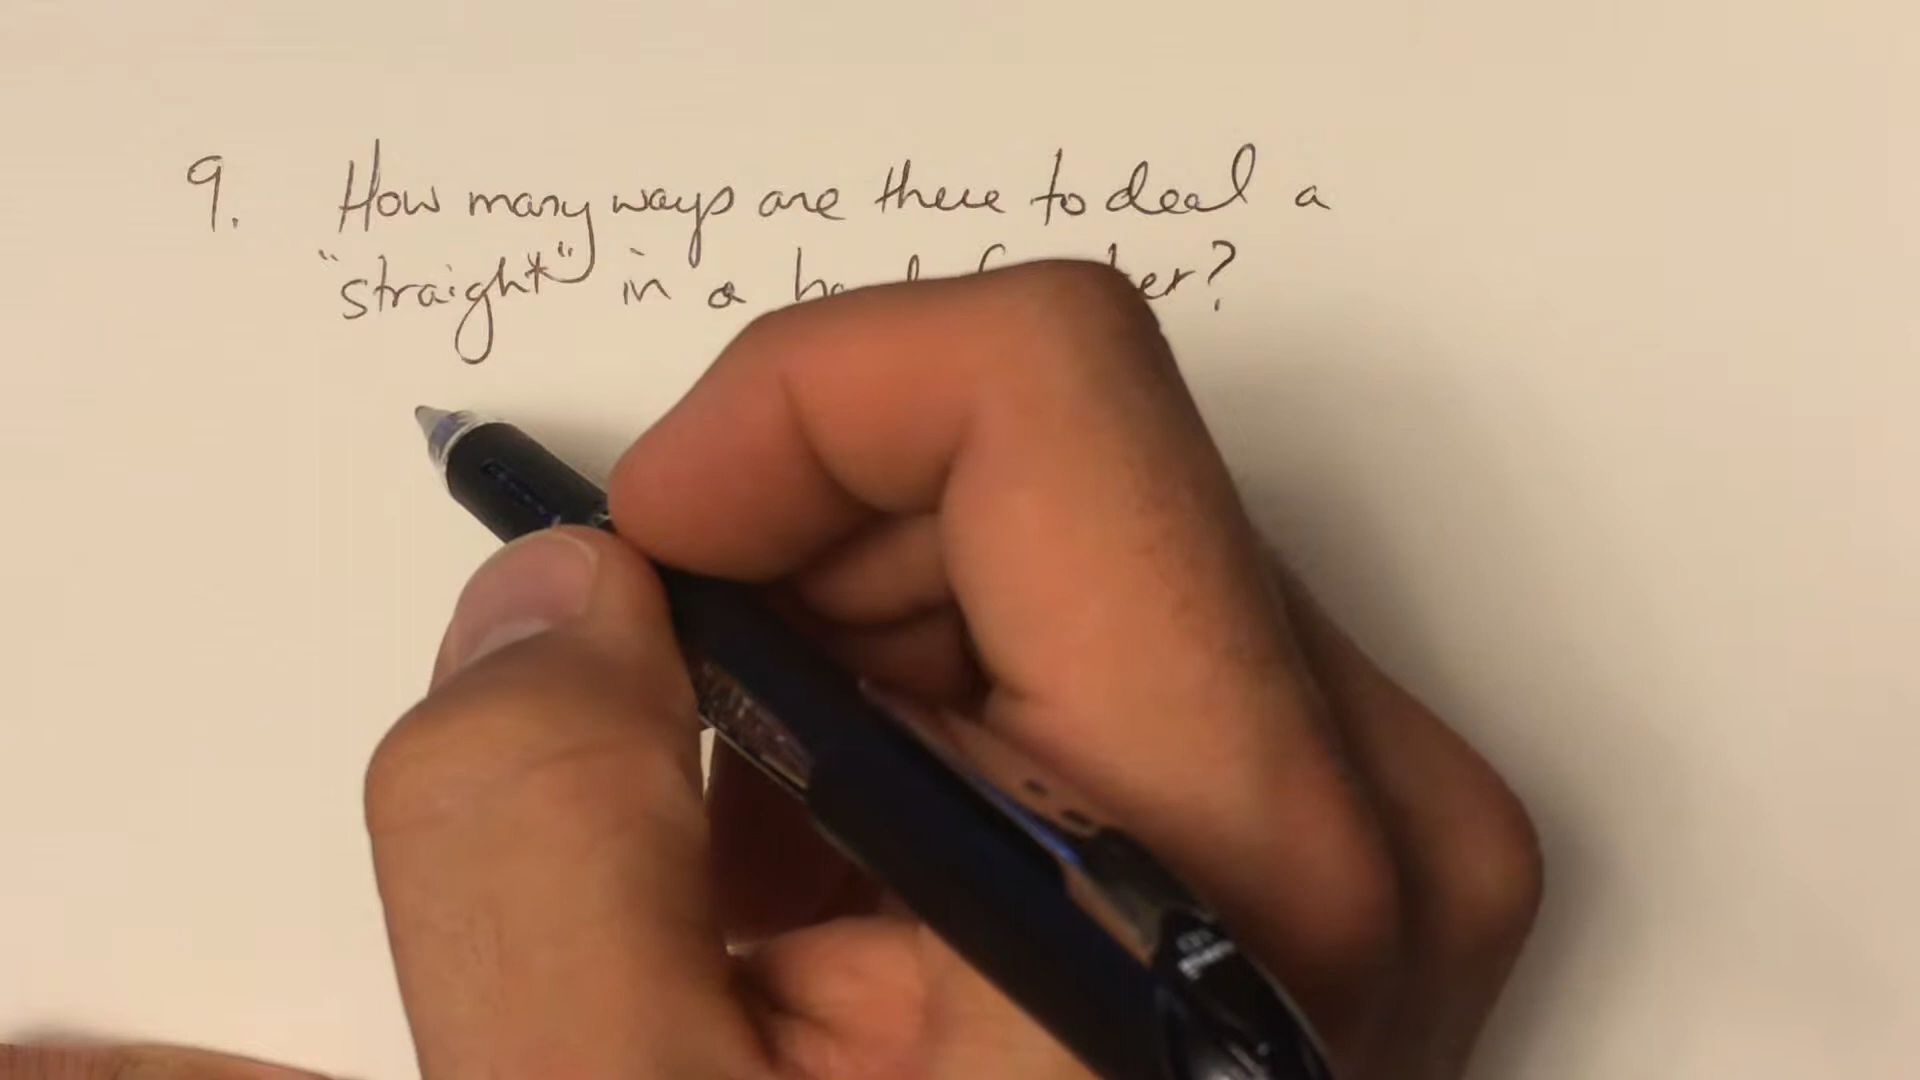 9. How many ways are there to deal a
"straight" in a ?